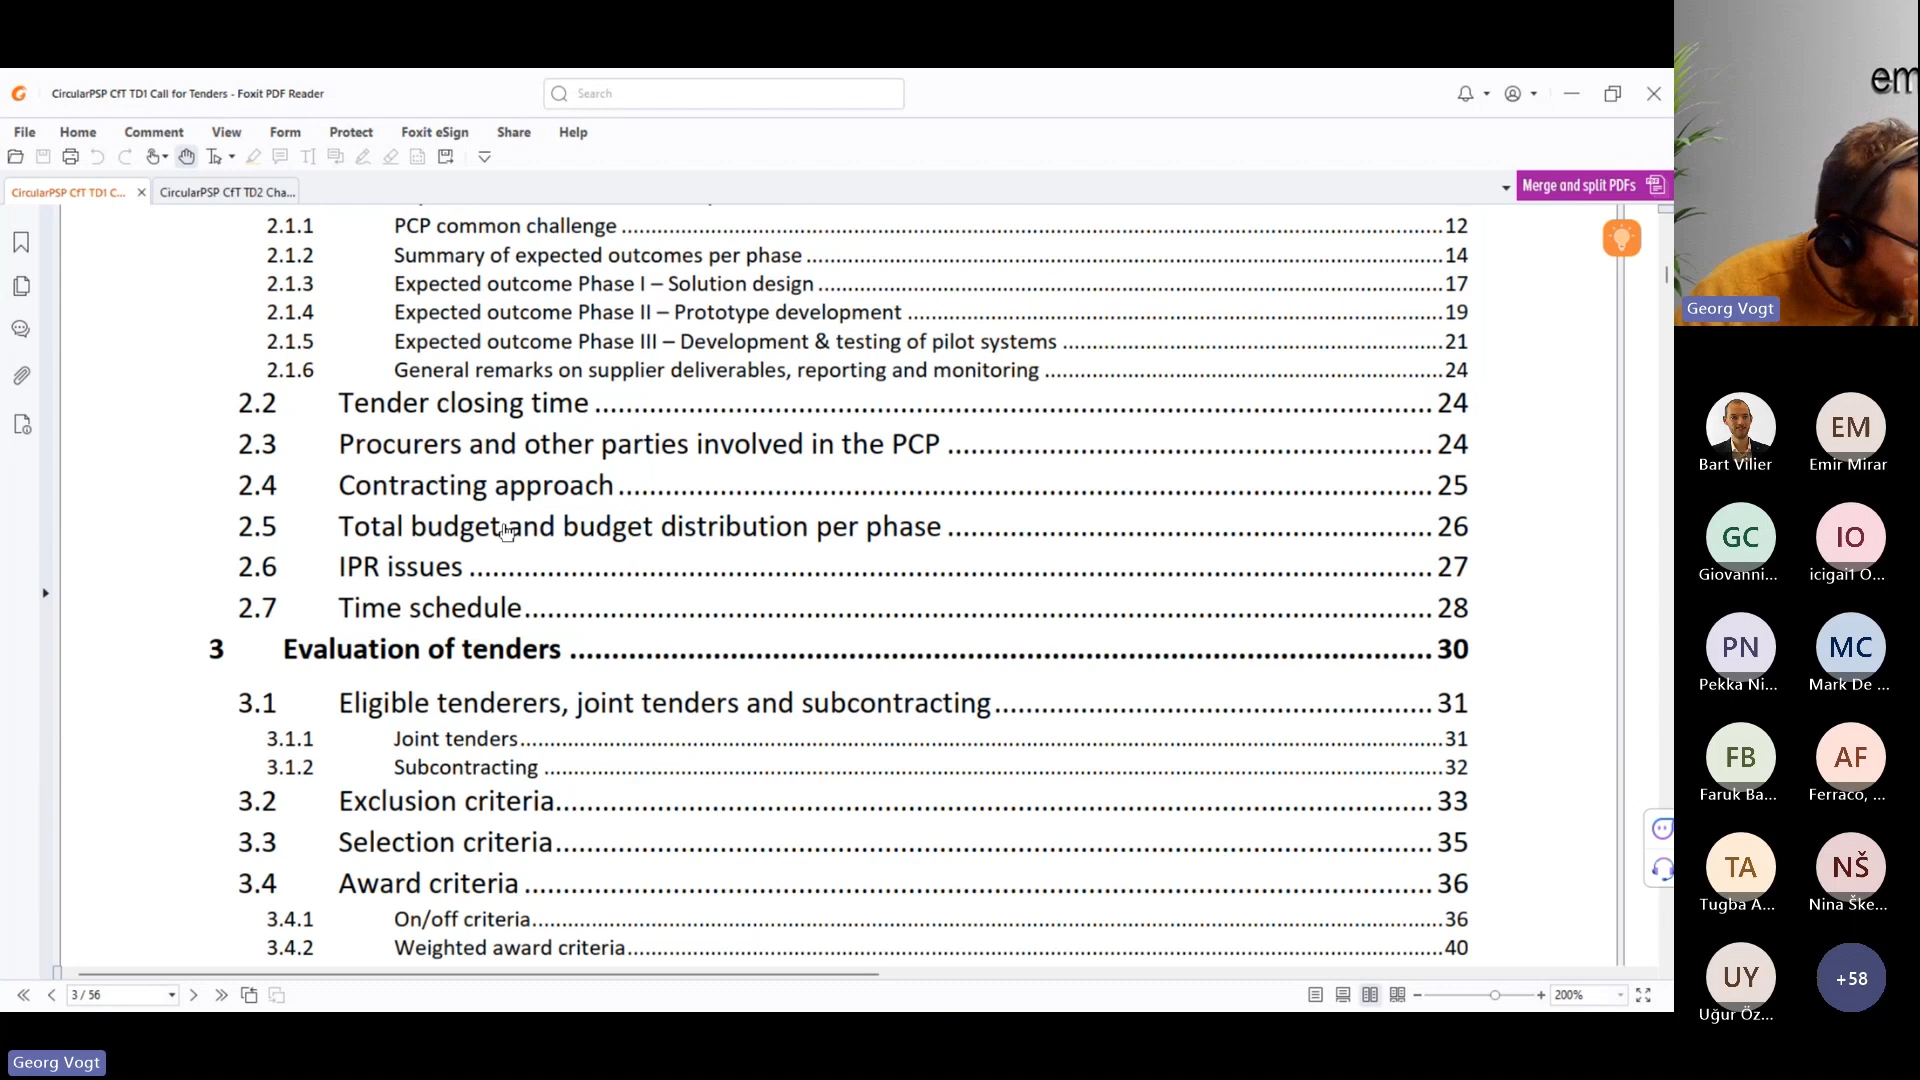 CircularPSP CfT TD1 Call for Tenders - Foxit PDF Reader
Search
File Home Comment View Form Protect Foxit eSign Share Help
CircularPSP CfT TD1 C...
CircularPSP CfT TD2 Cha...
Merge and split PDFs
2.1.1 PCP common challenge 12
2.1.2 Summary of expected outcomes per phase 14
2.1.3 Expected outcome Phase I – Solution design 17
2.1.4 Expected outcome Phase II – Prototype development 19
2.1.5 Expected outcome Phase III – Development & testing of pilot systems 21
2.1.6 General remarks on supplier deliverables, reporting and monitoring 24
2.2 Tender closing time 24
2.3 Procurers and other parties involved in the PCP 24
2.4 Contracting approach 25
2.5 Total budget and budget distribution per phase 26
2.6 IPR issues 27
2.7 Time schedule 28
3 Evaluation of tenders 30
3.1 Eligible tenderers, joint tenders and subcontracting 31
3.1.1 Joint tenders 31
3.1.2 Subcontracting 32
3.2 Exclusion criteria 33
3.3 Selection criteria 35
3.4 Award criteria 36
3.4.1 On/off criteria 36
3.4.2 Weighted award criteria 40
3 / 56
200%
Georg Vogt
em
Georg Vogt
Bart Vilier
EM
Emir Mirar
GC
Giovanni...
IO
icigai1 O...
PN
Pekka Ni...
MC
Mark De ...
FB
Faruk Ba...
AF
Ferraco, ...
TA
Tugba A...
NŠ
Nina Ške...
UY
Uğur Öz...
+58